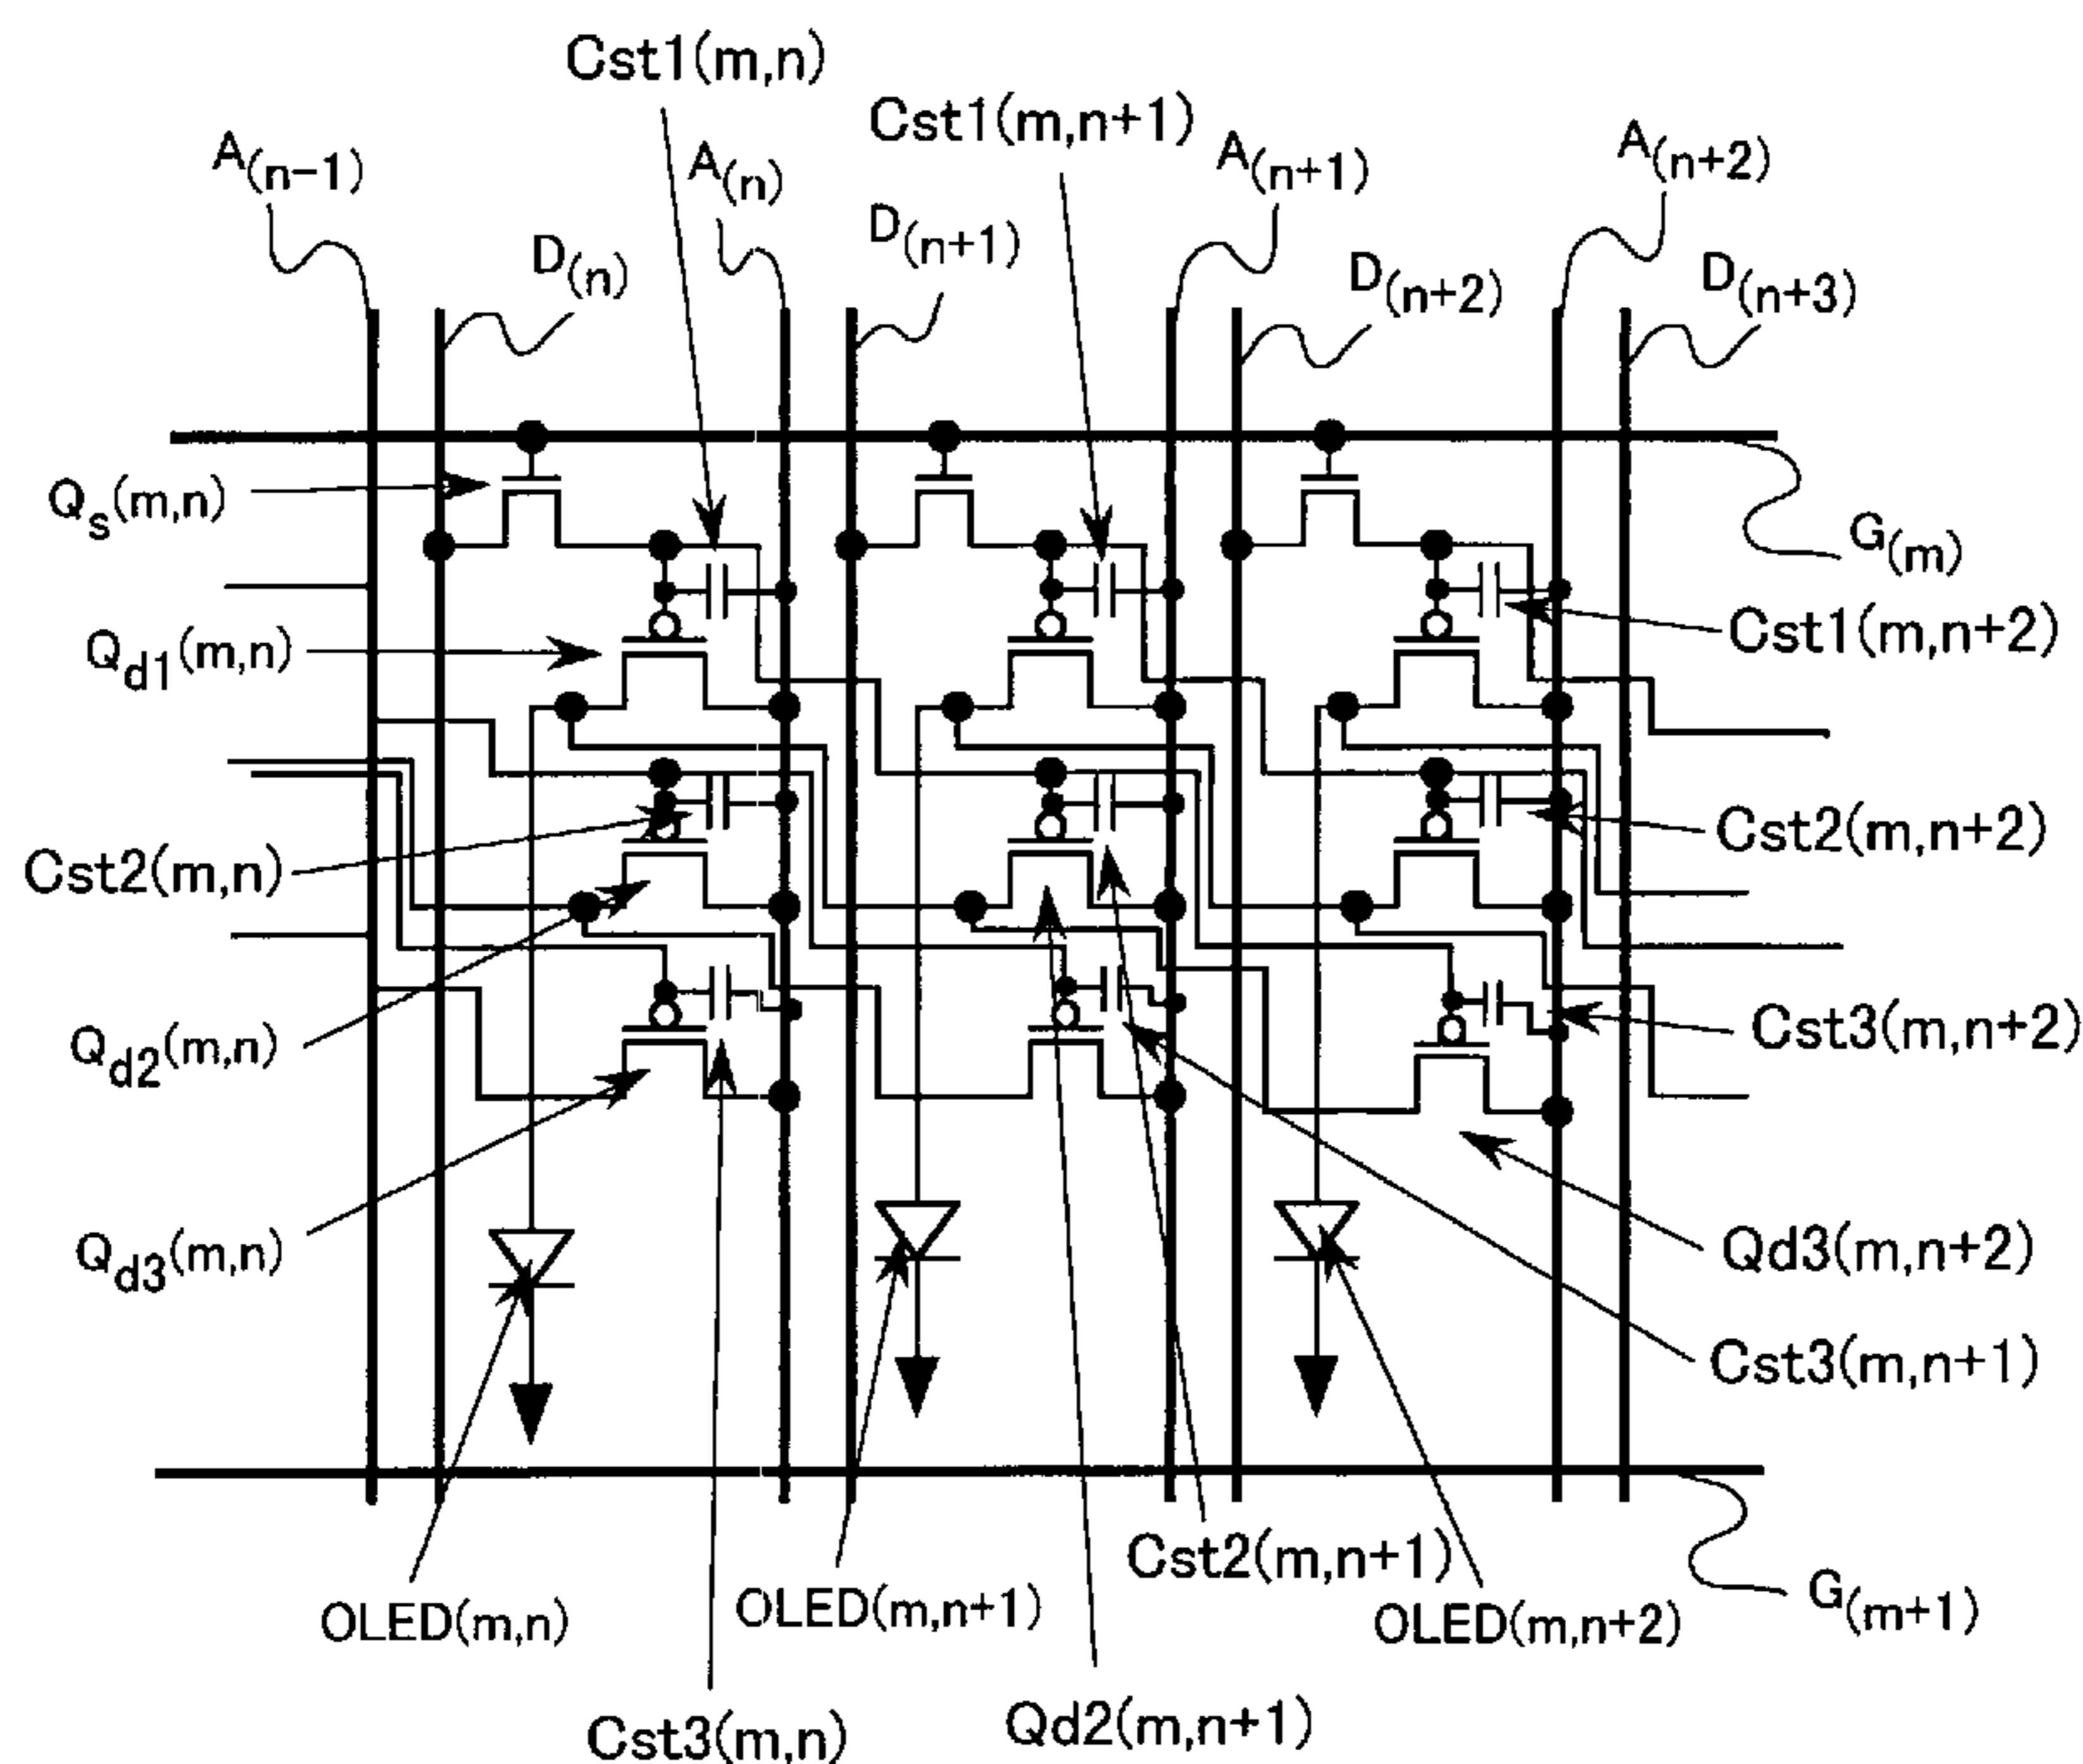 Cst1(m,n)
Cst1(m,n+1)
A(n-1)
A(n)
A(n+1)
A(n+2)
D(n)
D(n+1)
D(n+2)
D(n+3)
Qs(m,n)
G(m)
Qd1(m,n)
Cst1(m,n+2)
Cst2(m,n)
Cst2(m,n+2)
Qd2(m,n)
Cst3(m,n+2)
Qd3(m,n)
Qd3(m,n+2)
Cst3(m,n+1)
Cst2(m,n+1)
OLED(m,n)
OLED(m,n+1)
OLED(m,n+2)
G(m+1)
Cst3(m,n)
Qd2(m,n+1)